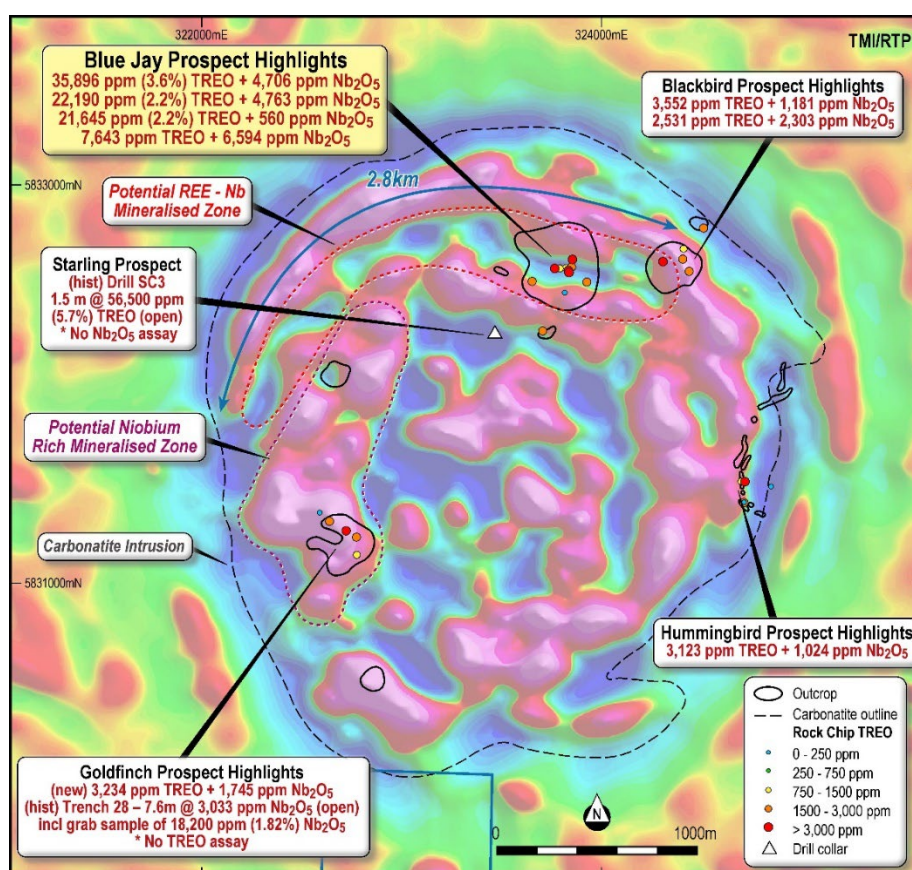 322000mE
324000mE
TMI/RTP
Blue Jay Prospect Highlights
35,896 ppm (3.6%) TREO + 4,706 ppm Nb₂O₅
22,190 ppm (2.2%) TREO + 4,763 ppm Nb₂O₅
21,645 ppm (2.2%) TREO + 560 ppm Nb₂O₅
7,643 ppm TREO + 6,594 ppm Nb₂O₅
Blackbird Prospect Highlights
3,552 ppm TREO + 1,181 ppm Nb₂O₅
2,531 ppm TREO + 2,303 ppm Nb₂O₅
5833000mN
Potential REE - Nb
Mineralised Zone
2.8km
Starling Prospect
(hist) Drill SC3
1.5 m @ 56,500 ppm
(5.7%) TREO (open)
* No Nb₂O₅ assay
Potential Niobium
Rich Mineralised Zone
Carbonatite Intrusion
5831000mN
Hummingbird Prospect Highlights
3,123 ppm TREO + 1,024 ppm Nb₂O₅
Goldfinch Prospect Highlights
(new) 3,234 ppm TREO + 1,745 ppm Nb₂O₅
(hist) Trench 28 – 7.6m @ 3,033 ppm Nb₂O₅ (open)
incl grab sample of 18,200 ppm (1.82%) Nb₂O₅
* No TREO assay
N
0
1000m
Outcrop
Carbonatite outline
Rock Chip TREO
0 - 250 ppm
250 - 750 ppm
750 - 1500 ppm
1500 - 3,000 ppm
> 3,000 ppm
Drill collar